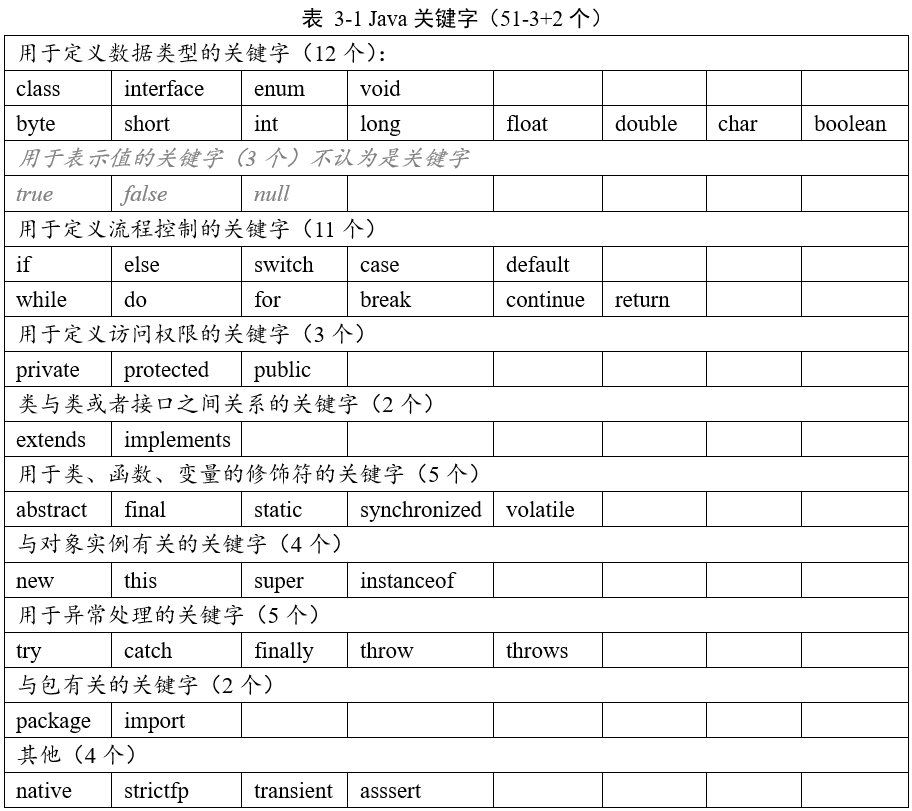 表 3-1 Java 关键字（51-3+2 个）
用于定义数据类型的关键字（12 个）：
class interface enum void
byte short int long float double char boolean
用于表示值的关键字（3 个）不认为是关键字
true false null
用于定义流程控制的关键字（11 个）
if else switch case default
while do for break continue return
用于定义访问权限的关键字（3 个）
private protected public
类与类或者接口之间关系的关键字（2 个）
extends implements
用于类、函数、变量的修饰符的关键字（5 个）
abstract final static synchronized volatile
与对象实例有关的关键字（4 个）
new this super instanceof
用于异常处理的关键字（5 个）
try catch finally throw throws
与包有关的关键字（2 个）
package import
其他（4 个）
native strictfp transient asssert